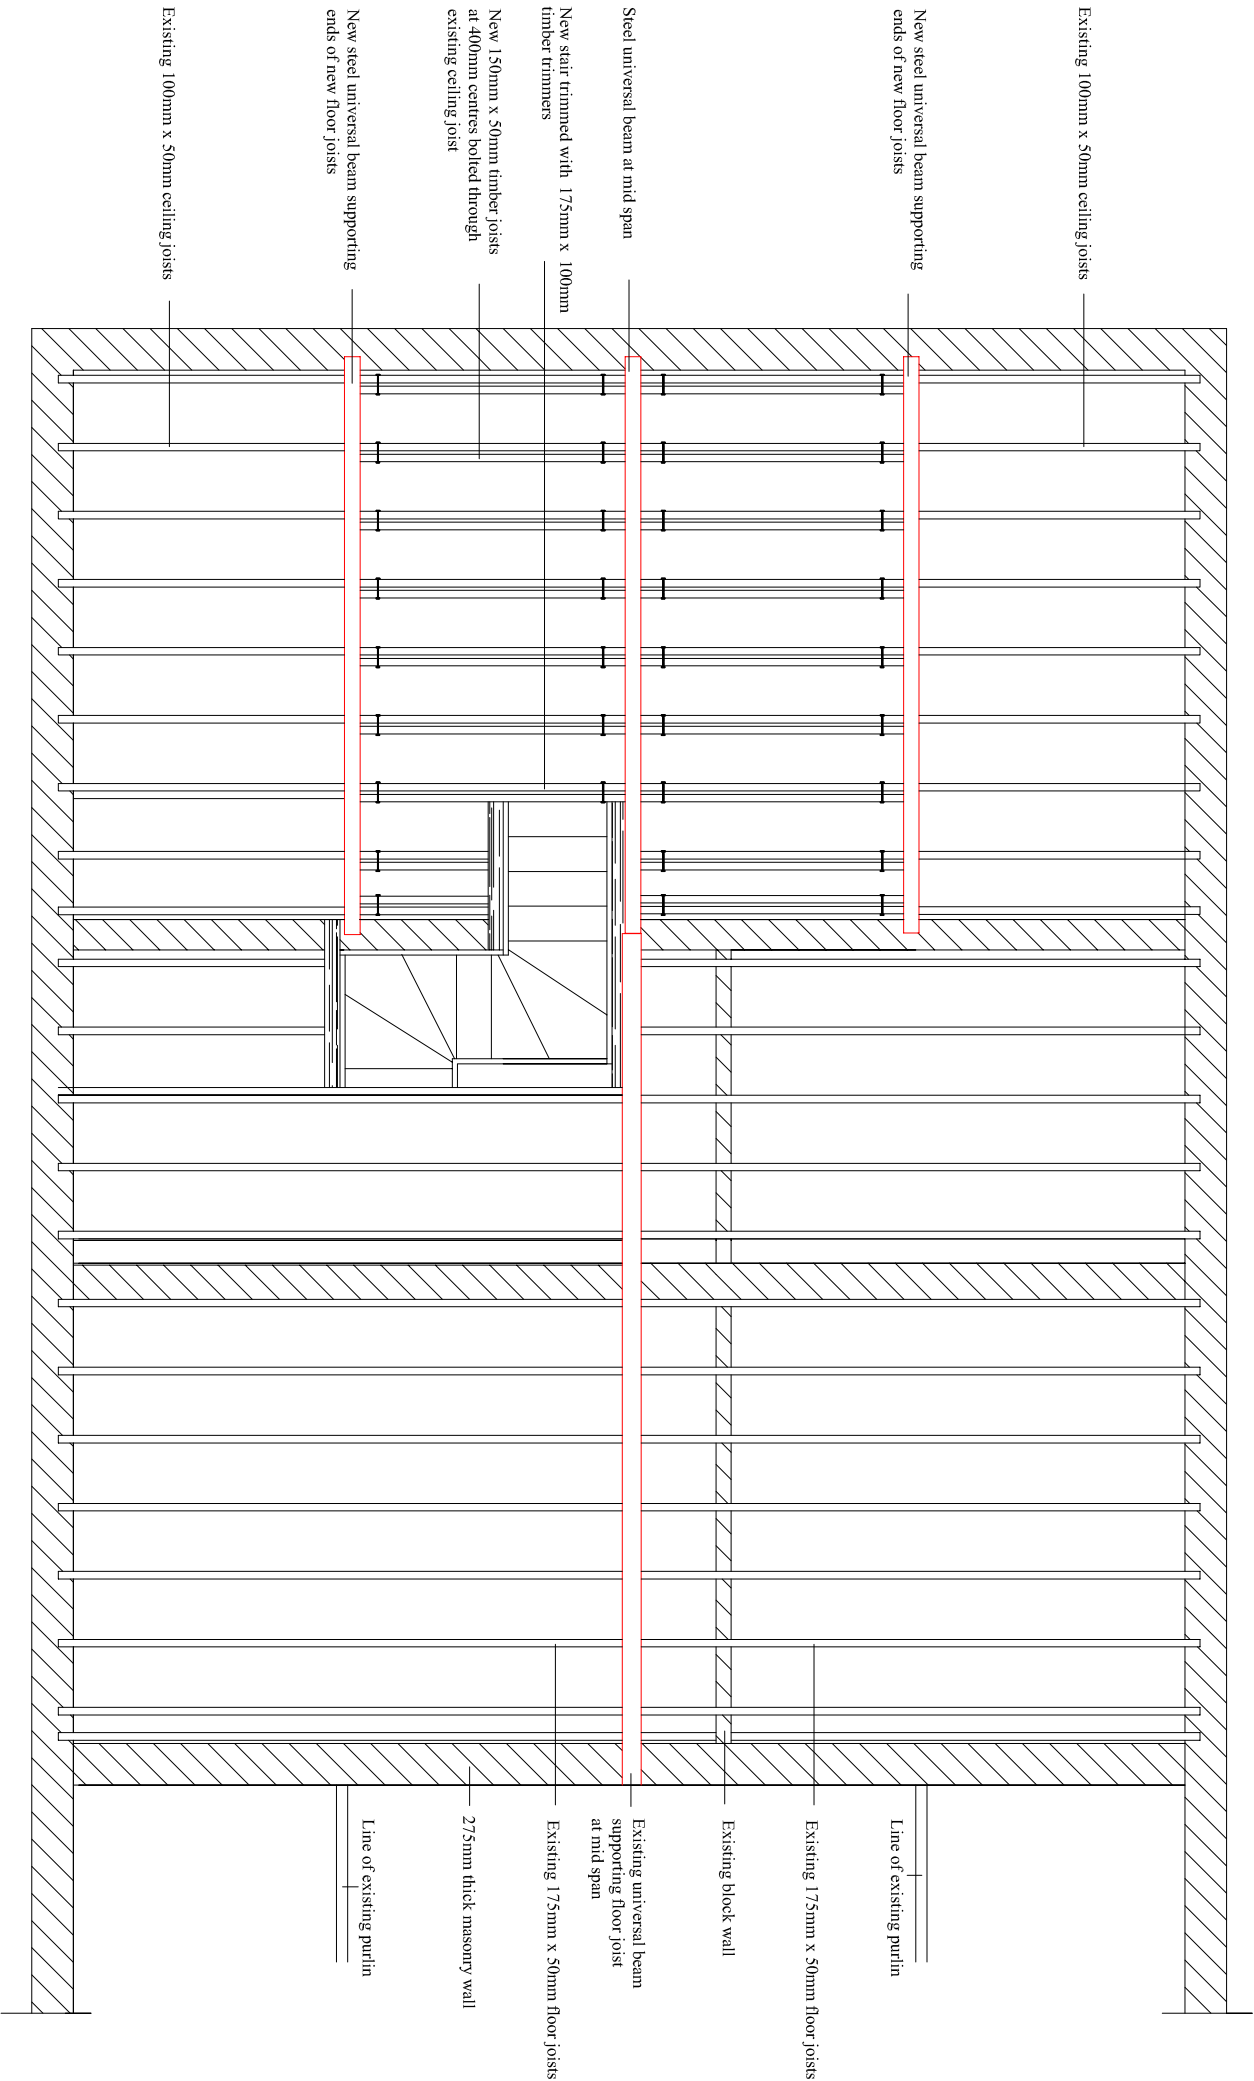 Existing 100mm x 50mm ceiling joists
New steel universal beam supporting
ends of new floor joists
Steel universal beam at mid span
New stair trimmed with 175mm x 100mm
timber trimmers
New 150mm x 50mm timber joists
at 400mm centres bolted through
existing ceiling joist
New steel universal beam supporting
ends of new floor joists
Existing 100mm x 50mm ceiling joists
Line of existing purlin
Existing 175mm x 50mm floor joists
Existing block wall
Existing universal beam
supporting floor joist
at mid span
Existing 175mm x 50mm floor joists
275mm thick masonry wall
Line of existing purlin